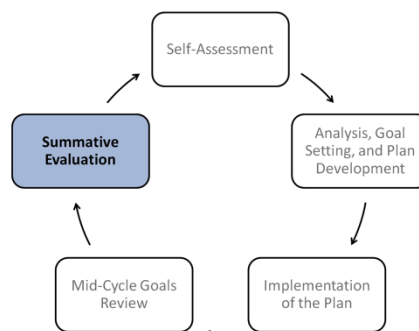 Self-Assessment
Analysis, Goal
Setting, and Plan
Development
Implementation
of the Plan
Mid-Cycle Goals
Review
Summative
Evaluation